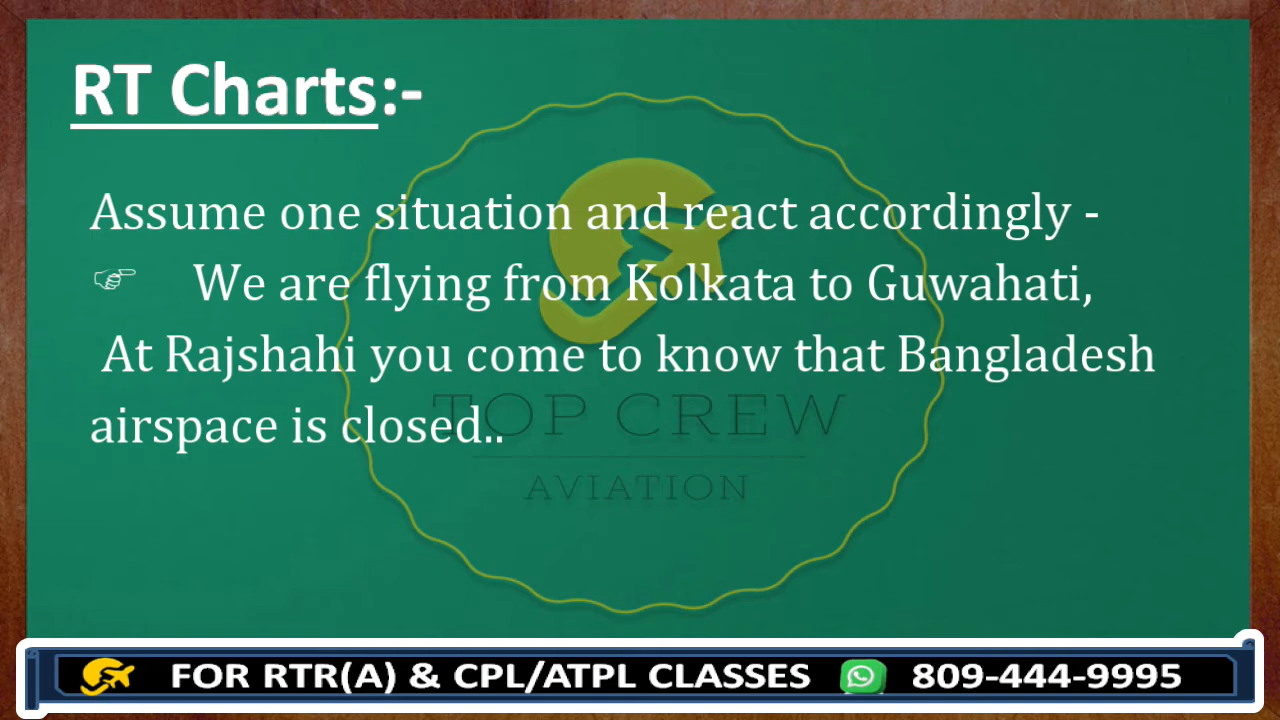 RT Charts:-
Assume one situation and react accordingly -
☞ We are flying from Kolkata to Guwahati,
At Rajshahi you come to know that Bangladesh
airspace is closed..
TOP CREW
AVIATION
FOR RTR(A) & CPL/ATPL CLASSES 809-444-9995